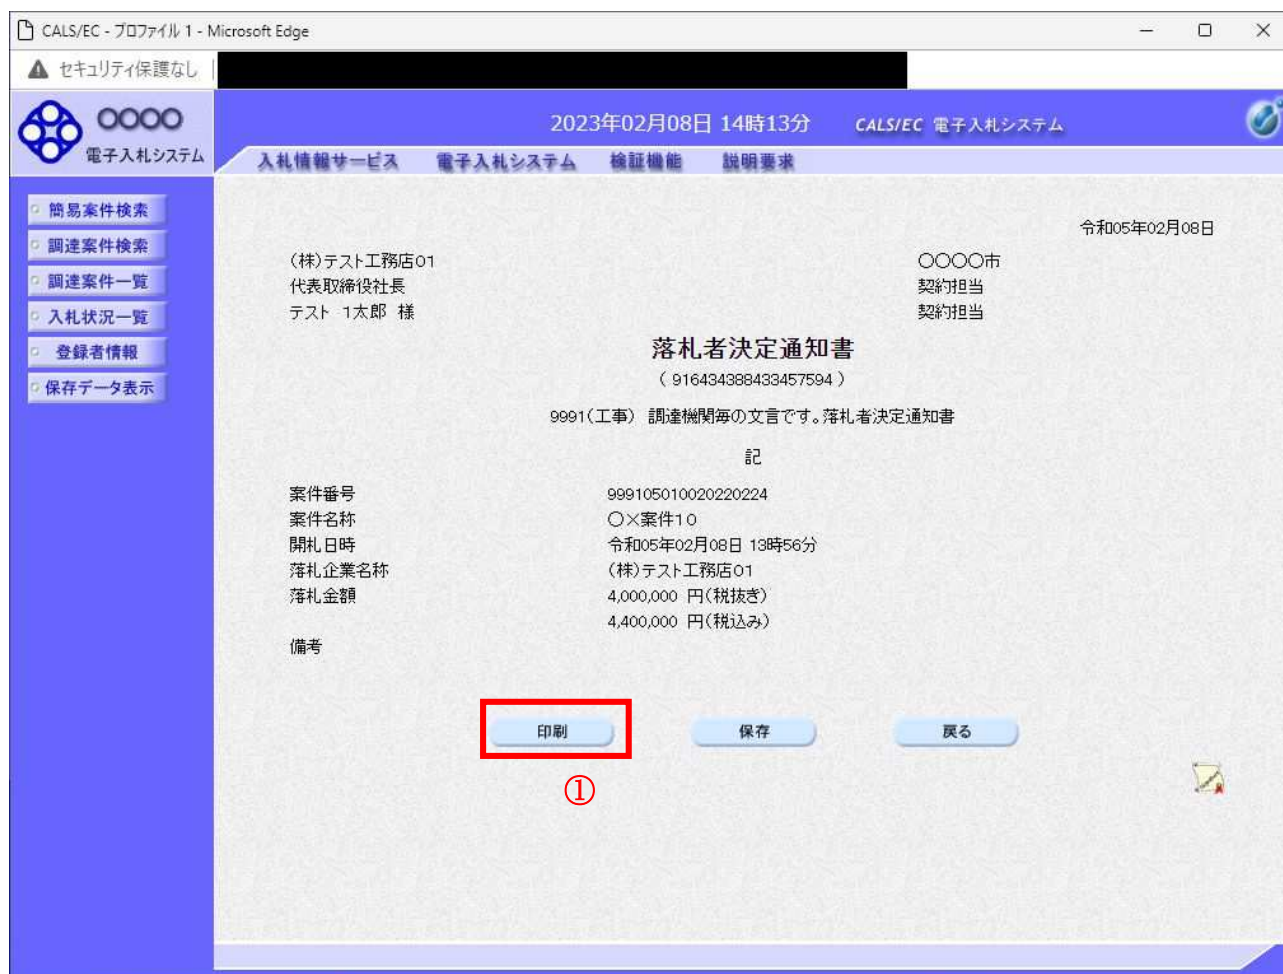 CALS/EC - プロファイル 1 - Microsoft Edge
セキュリティ保護なし
〇〇〇〇
電子入札システム
2023年02月08日 14時13分
CALS/EC 電子入札システム
入札情報サービス 電子入札システム 検証機能 説明要求
簡易案件検索
調達案件検索
調達案件一覧
入札状況一覧
登録者情報
保存データ表示
令和05年02月08日
(株)テスト工務店01
代表取締役社長
テスト 1太郎 様
〇〇〇〇市
契約担当
契約担当
落札者決定通知書
( 916434388433457594 )
9991(工事) 調達機関毎の文言です。落札者決定通知書
記
案件番号 999105010020220224
案件名称 〇×案件10
開札日時 令和05年02月08日 13時56分
落札企業名称 (株)テスト工務店01
落札金額 4,000,000 円(税抜き)
4,400,000 円(税込み)
備考
印刷 保存 戻る
①